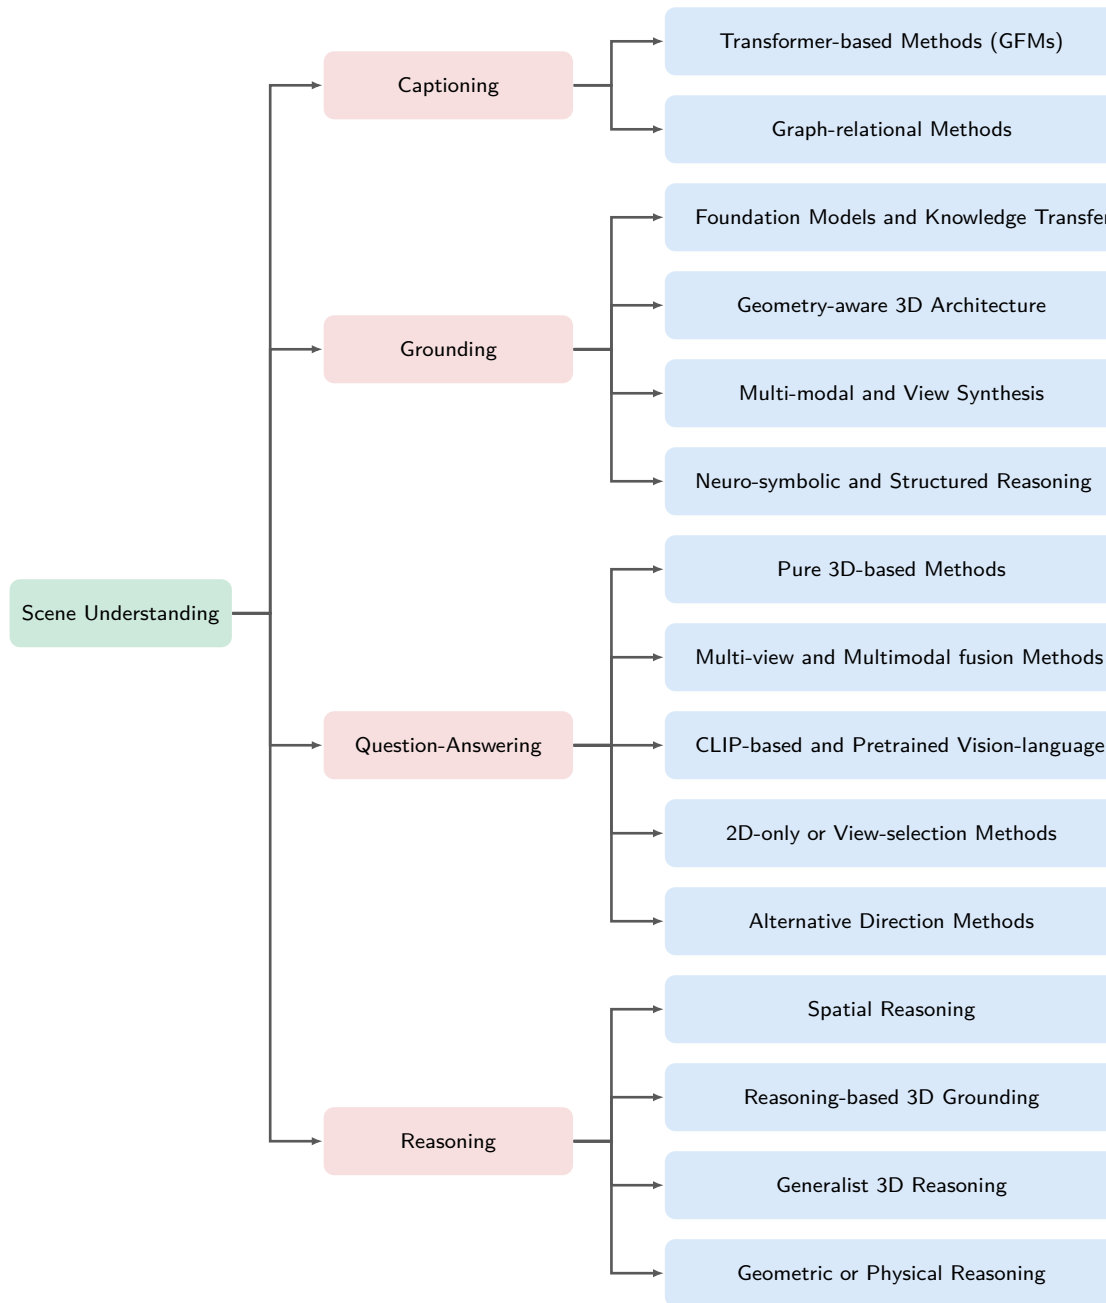 Transformer-based Methods (GFMs)
Captioning
Graph-relational Methods
Foundation Models and Knowledge Transfer
Geometry-aware 3D Architecture
Grounding
Multi-modal and View Synthesis
Neuro-symbolic and Structured Reasoning
Pure 3D-based Methods
Scene Understanding
Multi-view and Multimodal fusion Methods
Question-Answering
CLIP-based and Pretrained Vision-language
2D-only or View-selection Methods
Alternative Direction Methods
Spatial Reasoning
Reasoning-based 3D Grounding
Reasoning
Generalist 3D Reasoning
Geometric or Physical Reasoning